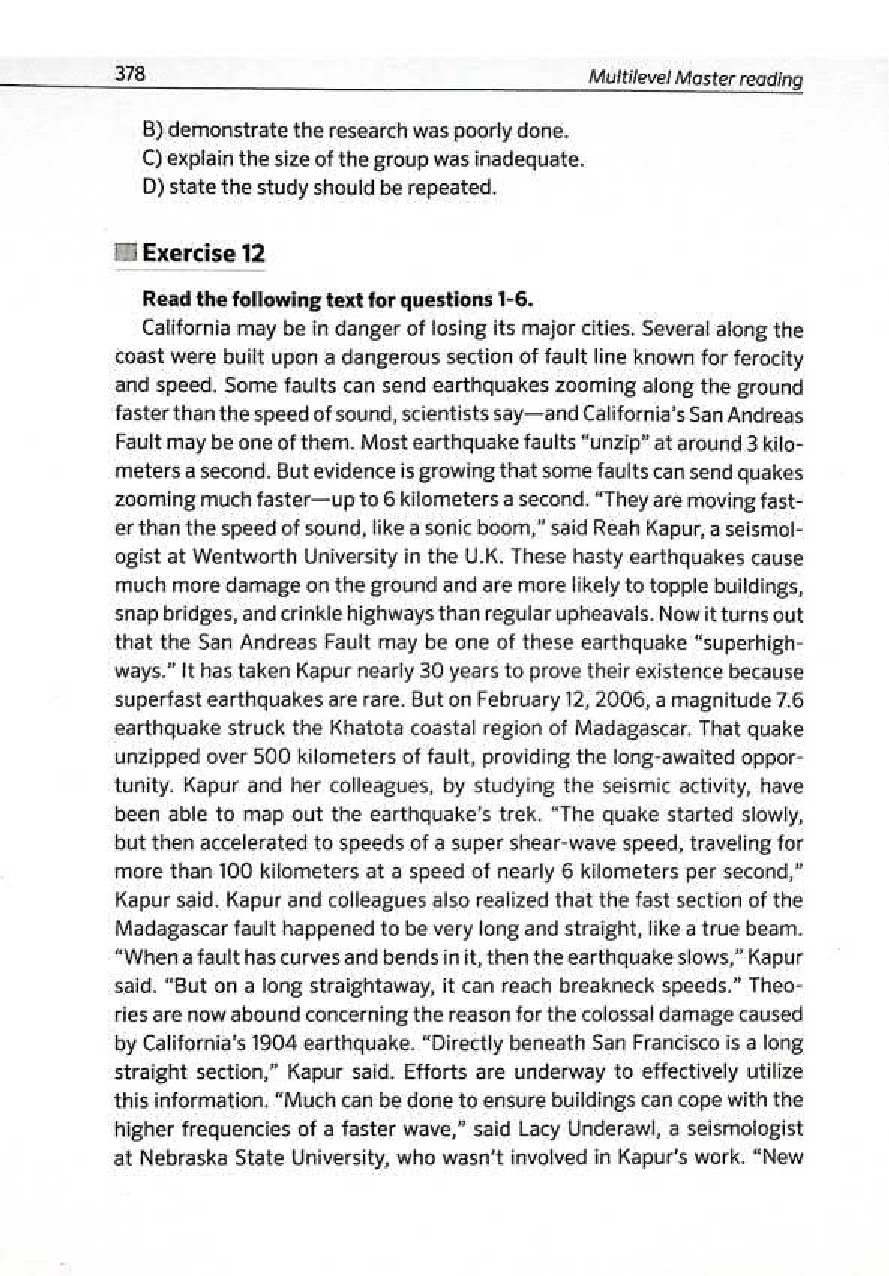 378
Multilevel Master reading
B) demonstrate the research was poorly done.
C) explain the size of the group was inadequate.
D) state the study should be repeated.
Exercise 12
Read the following text for questions 1-6.
California may be in danger of losing its major cities. Several along the
coast were built upon a dangerous section of fault line known for ferocity
and speed. Some faults can send earthquakes zooming along the ground
faster than the speed of sound, scientists say—and California's San Andreas
Fault may be one of them. Most earthquake faults "unzip" at around 3 kilo-
meters a second. But evidence is growing that some faults can send quakes
zooming much faster—up to 6 kilometers a second. "They are moving fast-
er than the speed of sound, like a sonic boom," said Reah Kapur, a seismol-
ogist at Wentworth University in the U.K. These hasty earthquakes cause
much more damage on the ground and are more likely to topple buildings,
snap bridges, and crinkle highways than regular upheavals. Now it turns out
that the San Andreas Fault may be one of these earthquake "superhigh-
ways." It has taken Kapur nearly 30 years to prove their existence because
superfast earthquakes are rare. But on February 12, 2006, a magnitude 7.6
earthquake struck the Khatota coastal region of Madagascar. That quake
unzipped over 500 kilometers of fault, providing the long-awaited oppor-
tunity. Kapur and her colleagues, by studying the seismic activity, have
been able to map out the earthquake's trek. "The quake started slowly,
but then accelerated to speeds of a super shear-wave speed, traveling for
more than 100 kilometers at a speed of nearly 6 kilometers per second,"
Kapur said. Kapur and colleagues also realized that the fast section of the
Madagascar fault happened to be very long and straight, like a true beam.
"When a fault has curves and bends in it, then the earthquake slows," Kapur
said. "But on a long straightaway, it can reach breakneck speeds." Theo-
ries are now abound concerning the reason for the colossal damage caused
by California's 1904 earthquake. "Directly beneath San Francisco is a long
straight section," Kapur said. Efforts are underway to effectively utilize
this information. "Much can be done to ensure buildings can cope with the
higher frequencies of a faster wave," said Lacy Underawl, a seismologist
at Nebraska State University, who wasn't involved in Kapur's work. "New